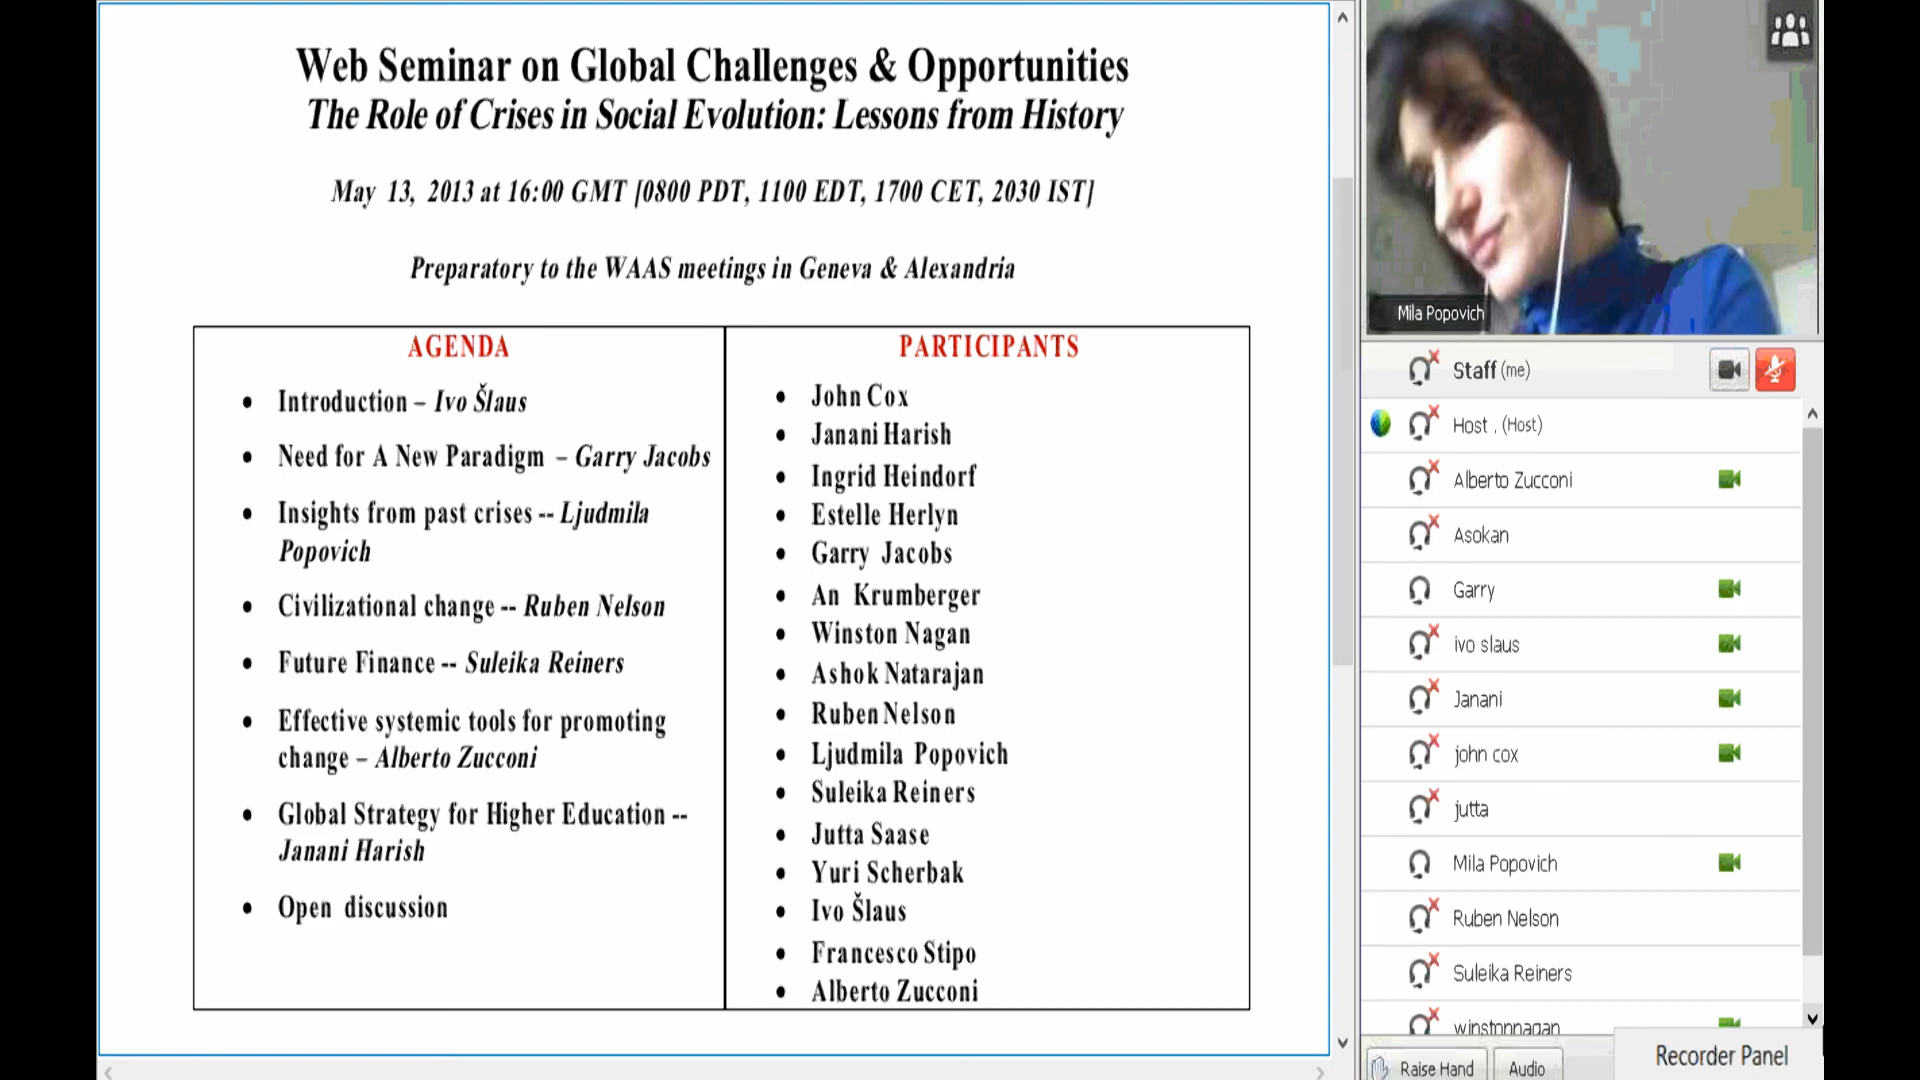 Web Seminar on Global Challenges & Opportunities
The Role of Crises in Social Evolution: Lessons from History
May 13, 2013 at 16:00 GMT [0800 PDT, 1100 EDT, 1700 CET, 2030 IST]
Preparatory to the WAAS meetings in Geneva & Alexandria
AGENDA
• Introduction – Ivo Šlaus
• Need for A New Paradigm – Garry Jacobs
• Insights from past crises -- Ljudmila
Popovich
• Civilizational change -- Ruben Nelson
• Future Finance -- Suleika Reiners
• Effective systemic tools for promoting
change – Alberto Zucconi
• Global Strategy for Higher Education --
Janani Harish
• Open discussion
PARTICIPANTS
• John Cox
• Janani Harish
• Ingrid Heindorf
• Estelle Herlyn
• Garry Jacobs
• An Krumberger
• Winston Nagan
• Ashok Natarajan
• Ruben Nelson
• Ljudmila Popovich
• Suleika Reiners
• Jutta Saase
• Yuri Scherbak
• Ivo Šlaus
• Francesco Stipo
• Alberto Zucconi
Mila Popovich
Staff (me)
Host . (Host)
Alberto Zucconi
Asokan
Garry
ivo slaus
Janani
john cox
jutta
Mila Popovich
Ruben Nelson
Suleika Reiners
winstonnagan
Raise Hand
Audio
Recorder Panel